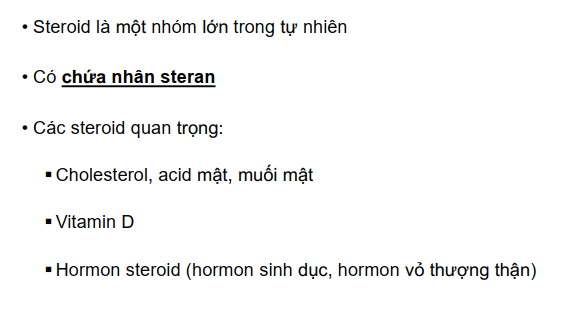 • Steroid là một nhóm lớn trong tự nhiên
• Có chứa nhân steran
• Các steroid quan trọng:
▪ Cholesterol, acid mật, muối mật
▪ Vitamin D
▪ Hormon steroid (hormon sinh dục, hormon vỏ thượng thận)